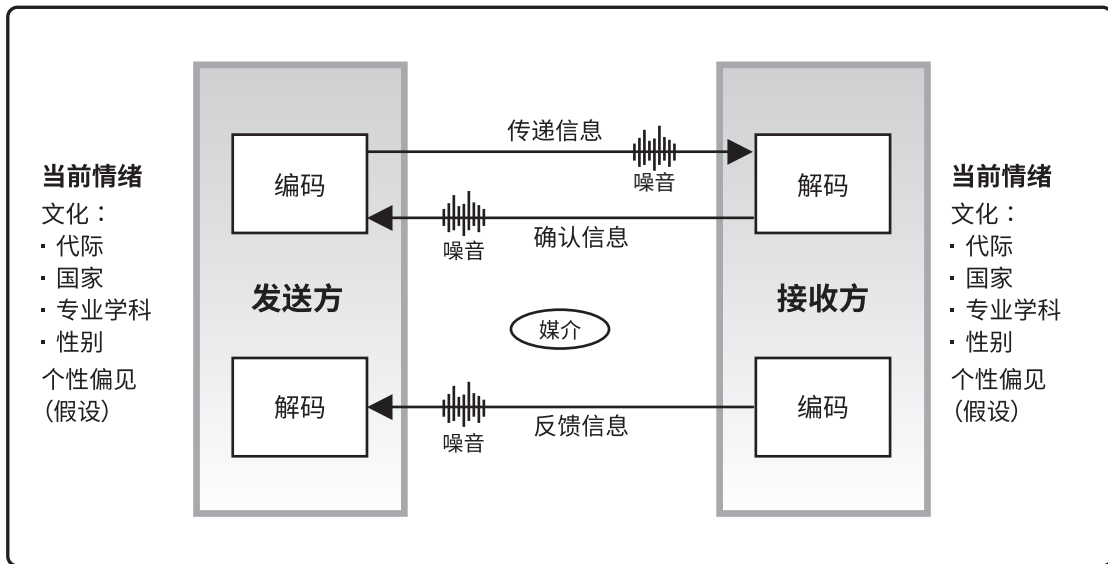 当前情绪
文化：
· 代际
· 国家
· 专业学科
· 性别
个性偏见
（假设）
编码
发送方
解码
传递信息
噪音
噪音
确认信息
媒介
噪音
反馈信息
解码
接收方
编码
当前情绪
文化：
· 代际
· 国家
· 专业学科
· 性别
个性偏见
（假设）